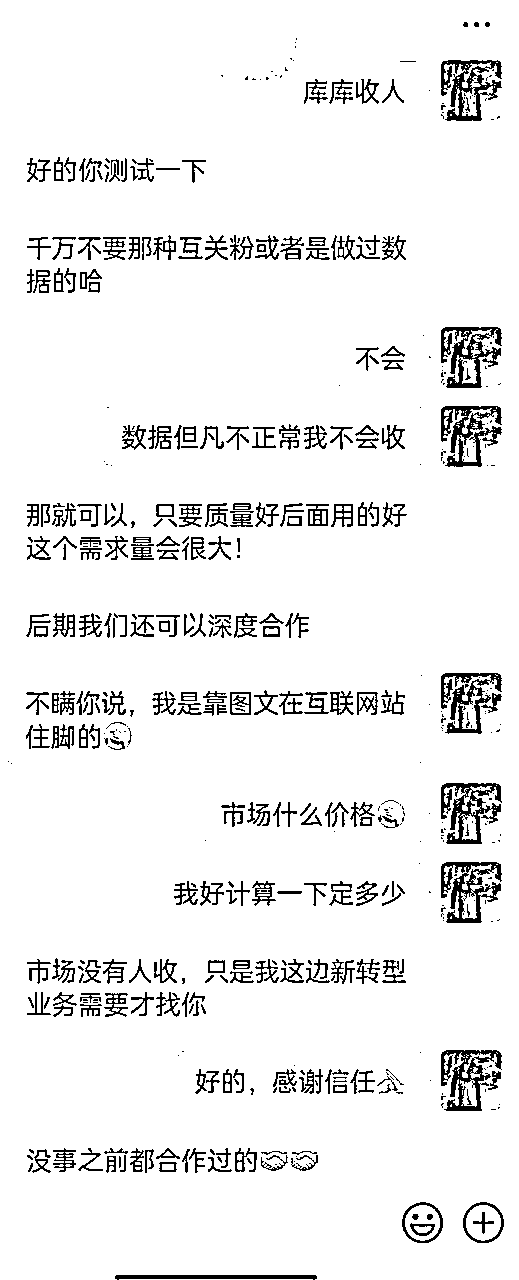 库库收人
好的你测试一下
千万不要那种互关粉或者是做过数
据的哈
不会
数据但凡不正常我不会收
那就可以，只要质量好后面用的好
这个需求量会很大！
后期我们还可以深度合作
不瞒你说，我是靠图文在互联网站
住脚的
市场什么价格
我好计算一下定多少
市场没有人收，只是我这边新转型
业务需要才找你
好的，感谢信任
没事之前都合作过的